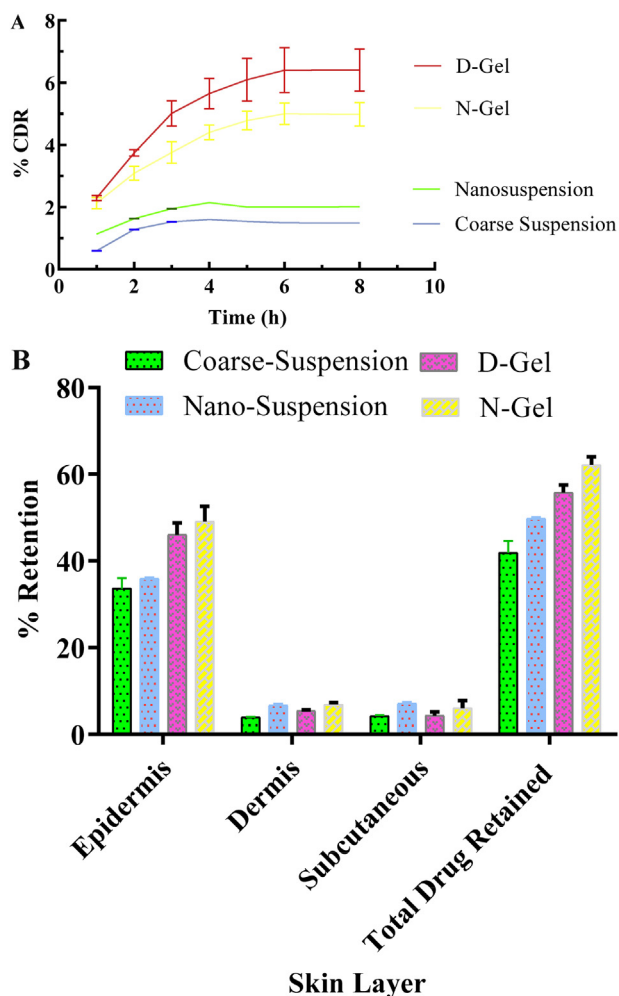 A
% CDR
8
6
4
2
0
0 2 4 6 8 10
Time (h)
D-Gel
N-Gel
Nanosuspension
Coarse Suspension
B
Coarse-Suspension D-Gel
Nano-Suspension N-Gel
% Retention
80
60
40
20
0
Epidermis
Dermis
Subcutaneous
Total Drug Retained
Skin Layer